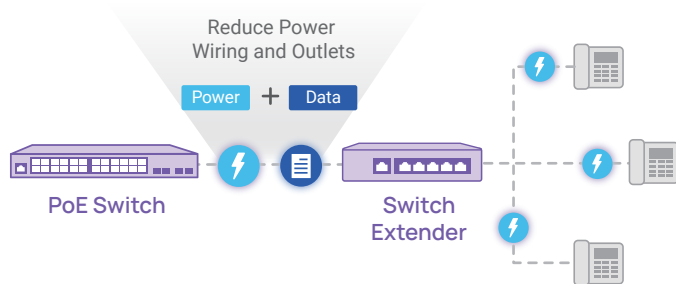 Reduce Power
Wiring and Outlets
Power + Data
PoE Switch
Switch
Extender